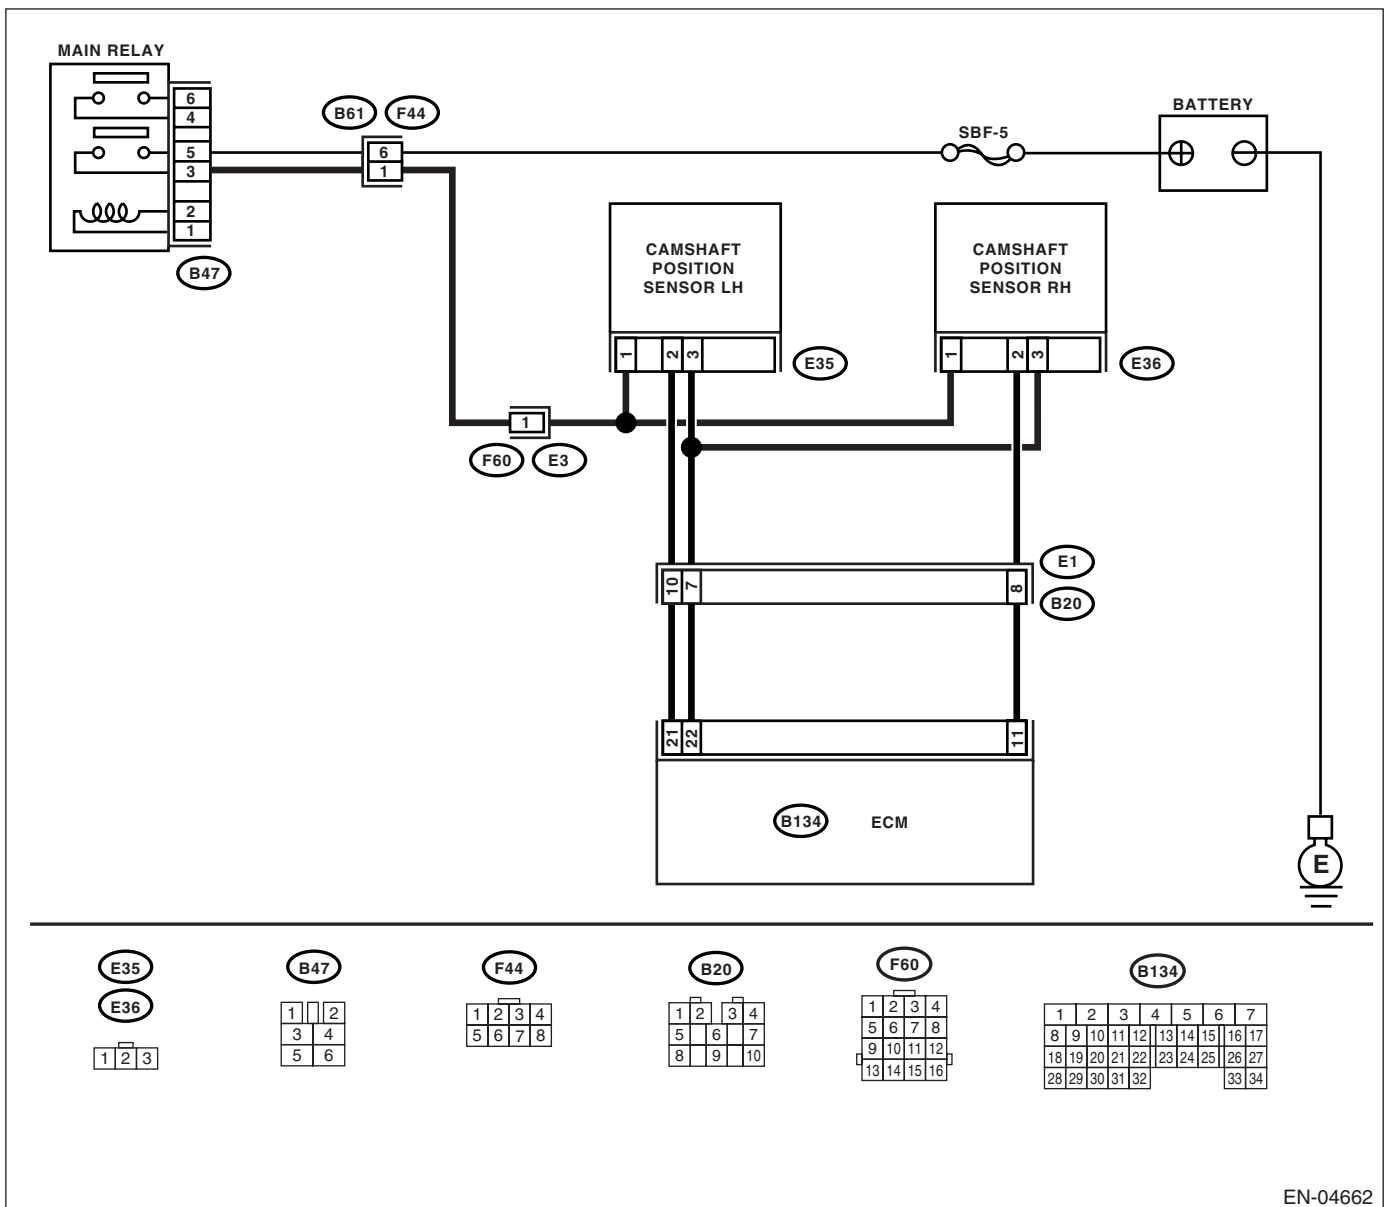 MAIN RELAY
6
4
5
3
2
1
B47
B61 F44
6
1
SBF-5
BATTERY
CAMSHAFT
POSITION
SENSOR LH
1 2 3
E35
CAMSHAFT
POSITION
SENSOR RH
1 2 3
E36
1
F60 E3
10 7 8
E1
B20
21 22 11
B134 ECM
E
E35
E36
1 2 3
B47
1 2
3 4
5 6
F44
1 2 3 4
5 6 7 8
B20
1 2 3 4
5 6 7
8 9 10
F60
1 2 3 4
5 6 7 8
9 10 11 12
13 14 15 16
B134
1 2 3 4 5 6 7
8 9 10 11 12 13 14 15 16 17
18 19 20 21 22 23 24 25 26 27
28 29 30 31 32 33 34
EN-04662